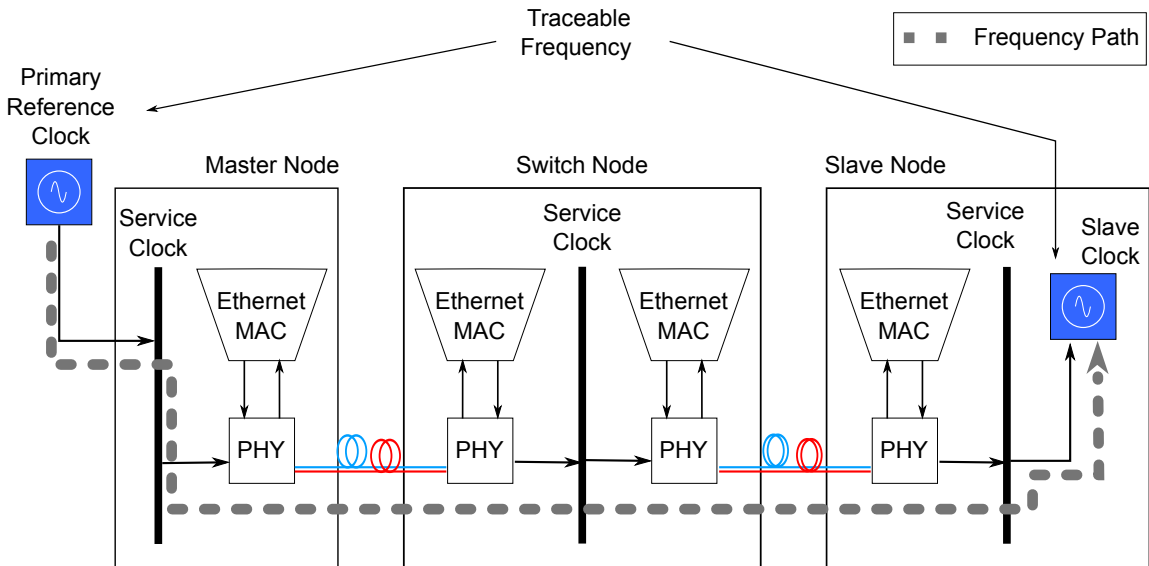 Traceable
Frequency
Frequency Path
Primary
Reference
Clock
Master Node
Switch Node
Slave Node
Service
Clock
Service
Clock
Service
Clock
Slave
Clock
Ethernet
MAC
Ethernet
MAC
Ethernet
MAC
Ethernet
MAC
PHY
PHY
PHY
PHY